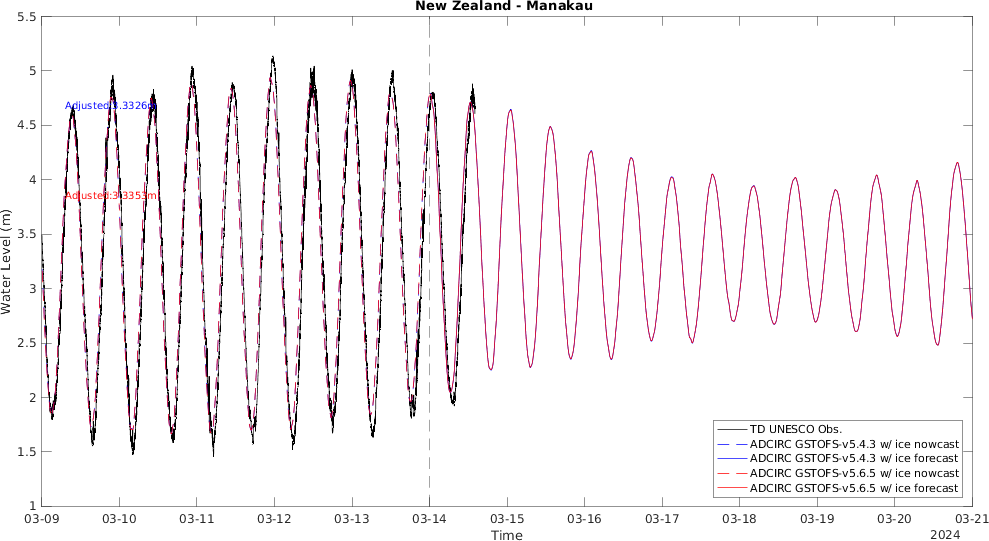 New Zealand - Manakau
5.5
5
4.5
4
3.5
3
2.5
2
1.5
1
Water Level (m)
Adjusted:3.3326m
Adjusted:3.3353m
TD UNESCO Obs.
ADCIRC GSTOFS-v5.4.3 w/ ice nowcast
ADCIRC GSTOFS-v5.4.3 w/ ice forecast
ADCIRC GSTOFS-v5.6.5 w/ ice nowcast
ADCIRC GSTOFS-v5.6.5 w/ ice forecast
03-09 03-10 03-11 03-12 03-13 03-14 03-15 03-16 03-17 03-18 03-19 03-20 03-21
Time
2024